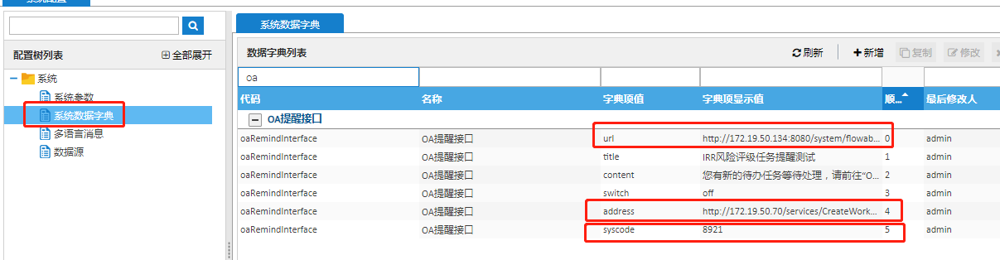 系统数据字典
配置树列表
全部展开
系统
系统参数
系统数据字典
多语言消息
数据源
数据字典列表
刷新 新增 复制 修改
oa
代码 名称 字典项值 字典项显示值 顺... 最后修改人
OA提醒接口
oaRemindInterface OA提醒接口 url http://172.19.50.134:8080/system/flowab... 0 admin
oaRemindInterface OA提醒接口 title IRR风险评级任务提醒测试 1 admin
oaRemindInterface OA提醒接口 content 您有新的待办任务等待处理，请前往“O... 2 admin
oaRemindInterface OA提醒接口 switch off 3 admin
oaRemindInterface OA提醒接口 address http://172.19.50.70/services/CreateWork... 4 admin
oaRemindInterface OA提醒接口 syscode 8921 5 admin